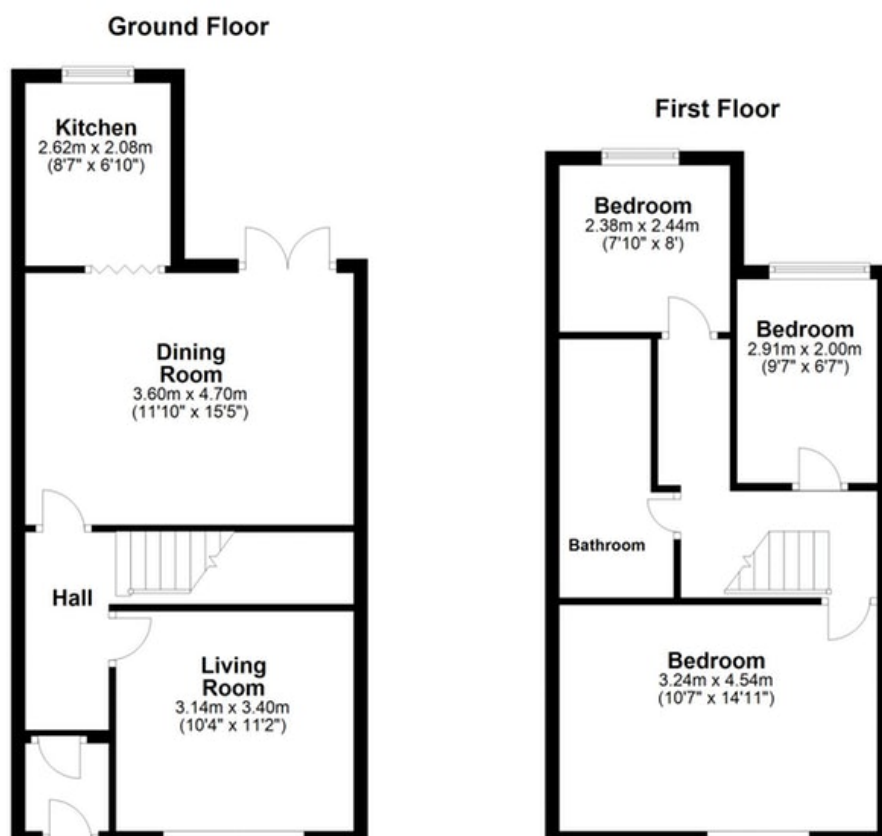 Ground Floor
Kitchen
2.62m x 2.08m
(8'7" x 6'10")
Dining
Room
3.60m x 4.70m
(11'10" x 15'5")
Hall
Living
Room
3.14m x 3.40m
(10'4" x 11'2")
First Floor
Bedroom
2.38m x 2.44m
(7'10" x 8')
Bedroom
2.91m x 2.00m
(9'7" x 6'7")
Bathroom
Bedroom
3.24m x 4.54m
(10'7" x 14'11")